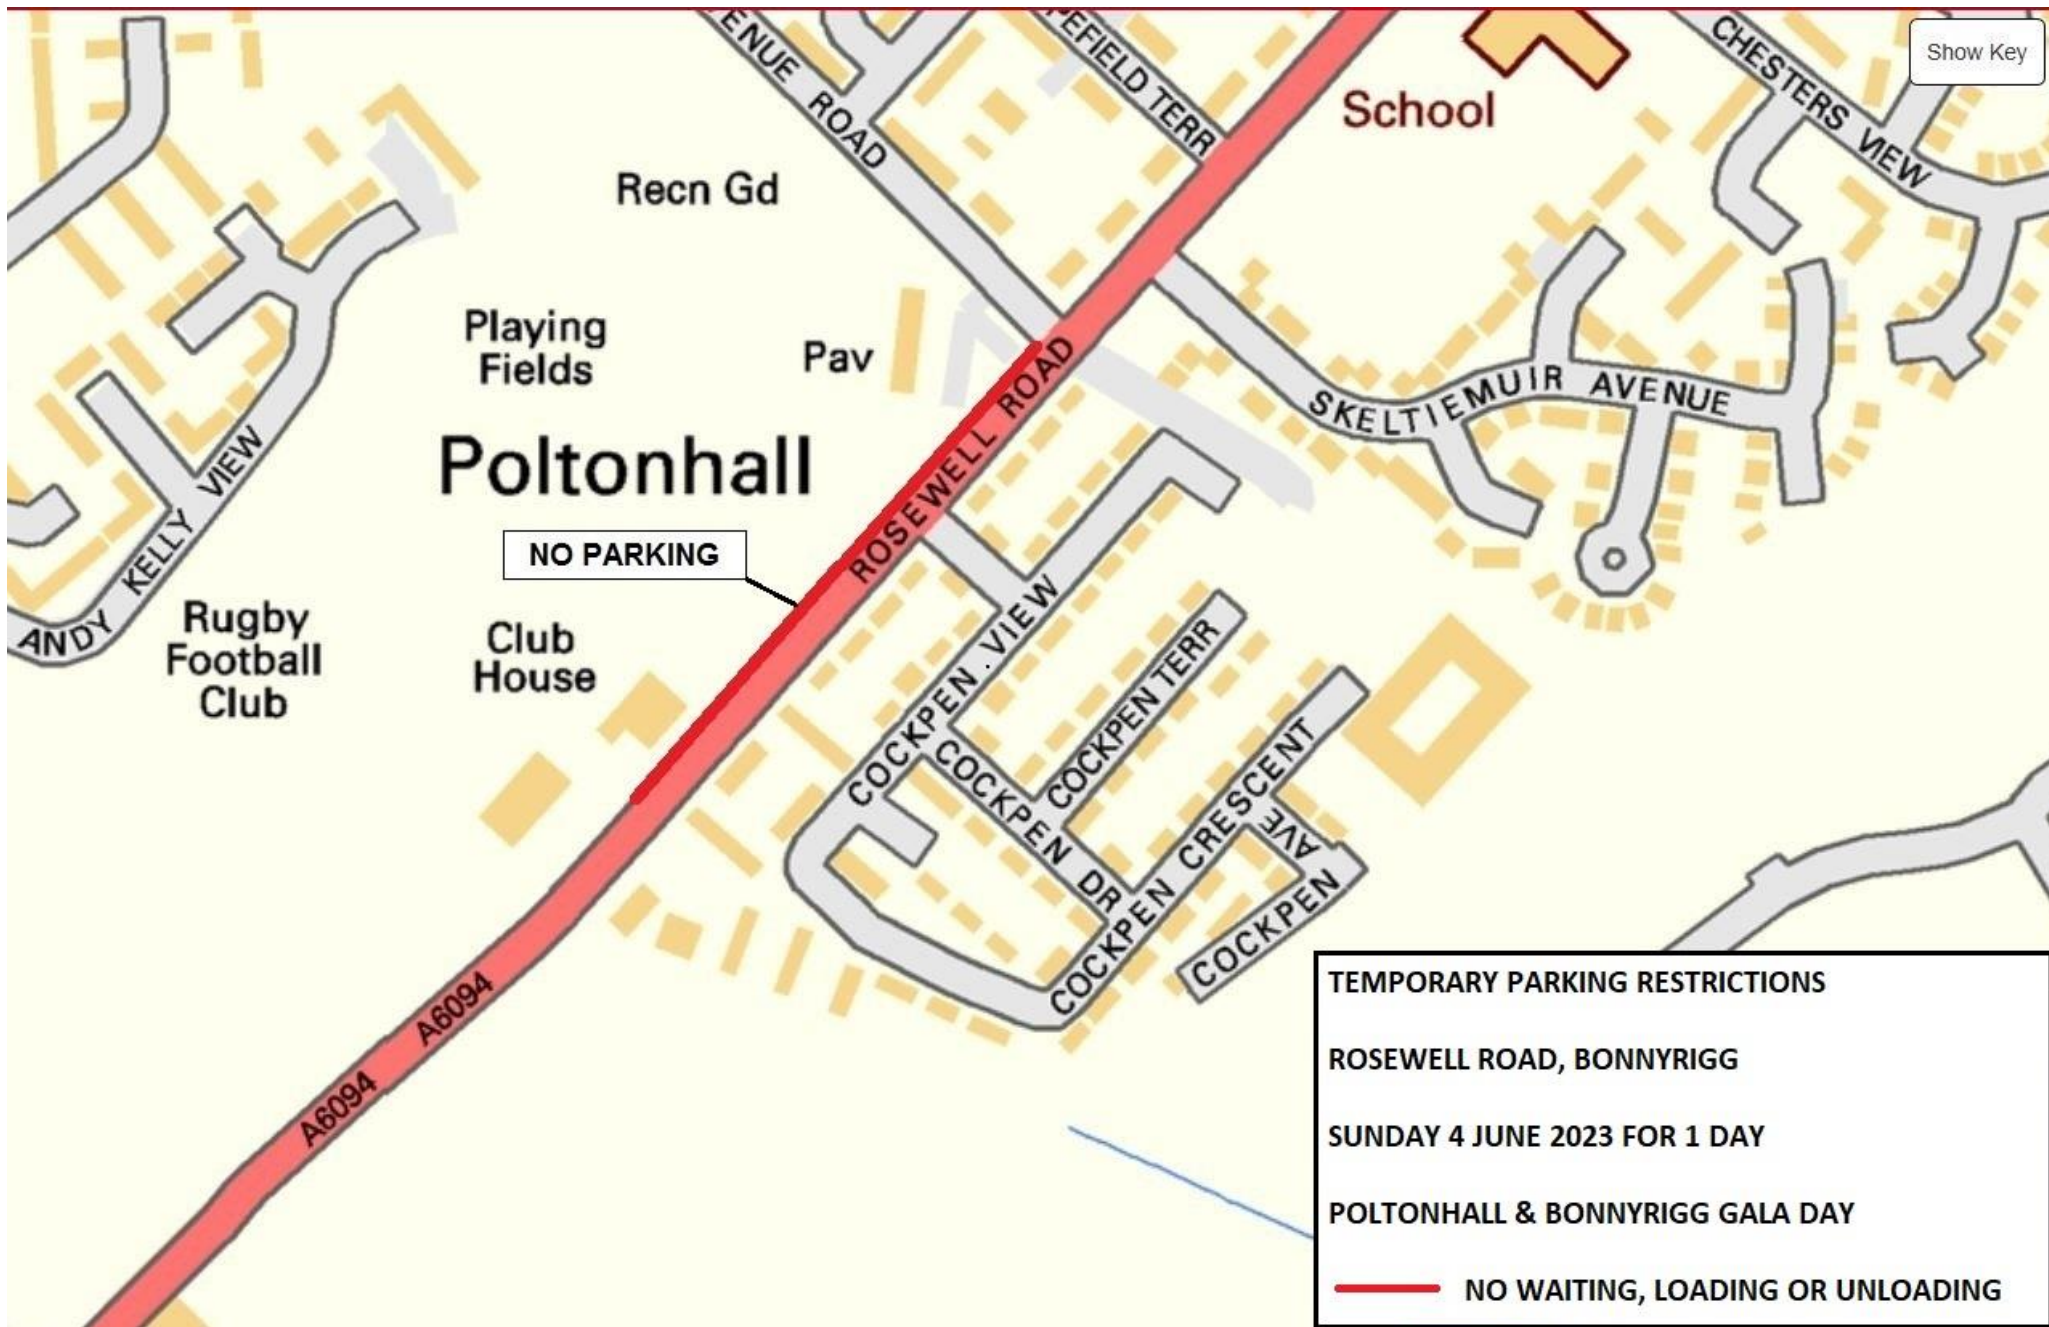 Show Key
ENUE ROAD
PEFIELD TERR
CHESTERS VIEW
School
Recn Gd
Playing
Fields
Pav
ROSEWELL ROAD
SKELTIEMUIR AVENUE
Poltonhall
NO PARKING
ANDY KELLY VIEW
Rugby
Football
Club
Club
House
COCKPEN VIEW
COCKPEN TERR
COCKPEN DR
COCKPEN CRESCENT
COCKPEN AVE
A6094
A6094
TEMPORARY PARKING RESTRICTIONS
ROSEWELL ROAD, BONNYRIGG
SUNDAY 4 JUNE 2023 FOR 1 DAY
POLTONHALL & BONNYRIGG GALA DAY
NO WAITING, LOADING OR UNLOADING